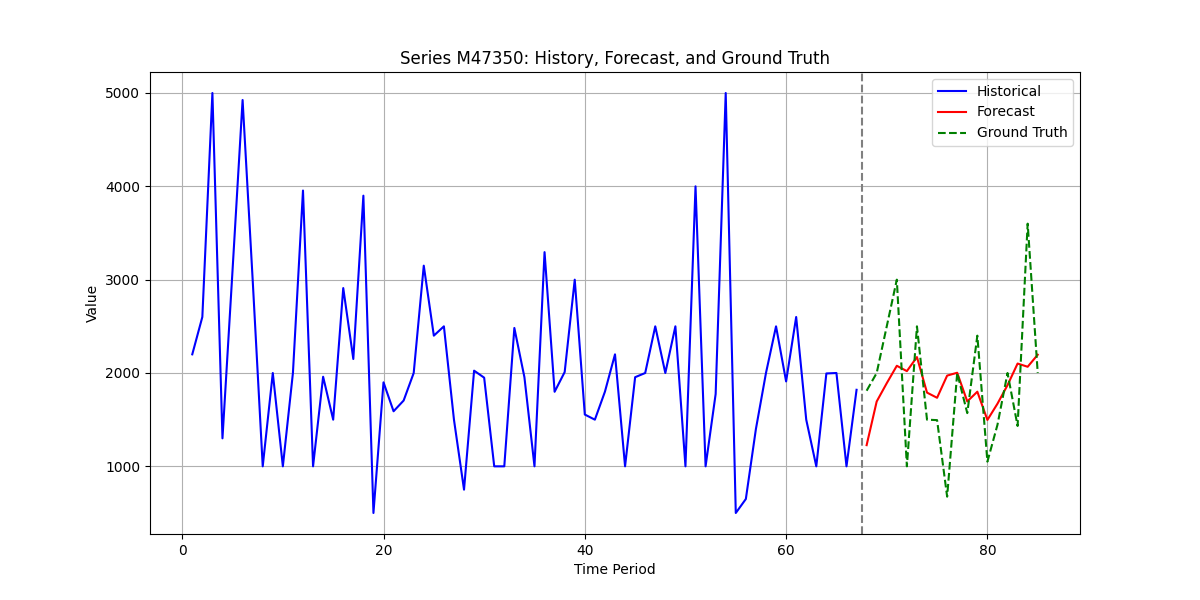 Series M47350: History, Forecast, and Ground Truth
Historical
Forecast
Ground Truth
5000
4000
3000
2000
1000
Value
0 20 40 60 80
Time Period